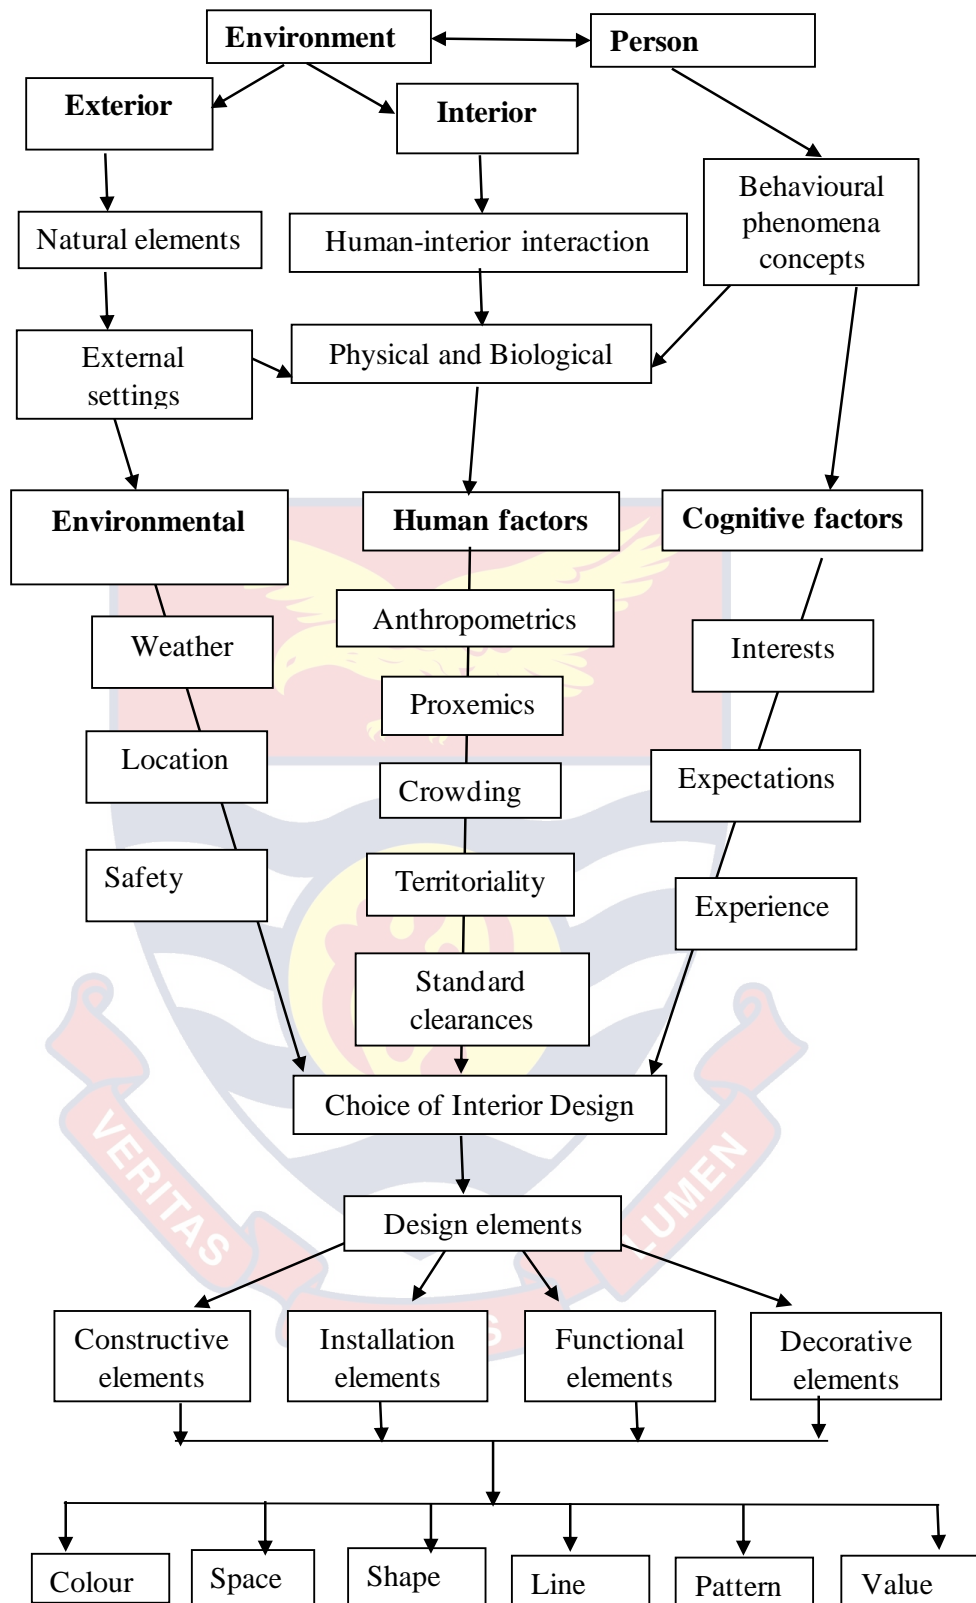 Environment
Person
Exterior
Interior
Behavioural
phenomena
concepts
Natural elements
Human-interior interaction
External
settings
Physical and Biological
Environmental
Human factors
Cognitive factors
Weather
Anthropometrics
Interests
Proxemics
Location
Crowding
Expectations
Safety
Territoriality
Experience
Standard
clearances
Choice of Interior Design
VERITAS
LUMEN
Design elements
S
Constructive
elements
Installation
elements
Functional
elements
Decorative
elements
Colour
Space
Shape
Line
Pattern
Value